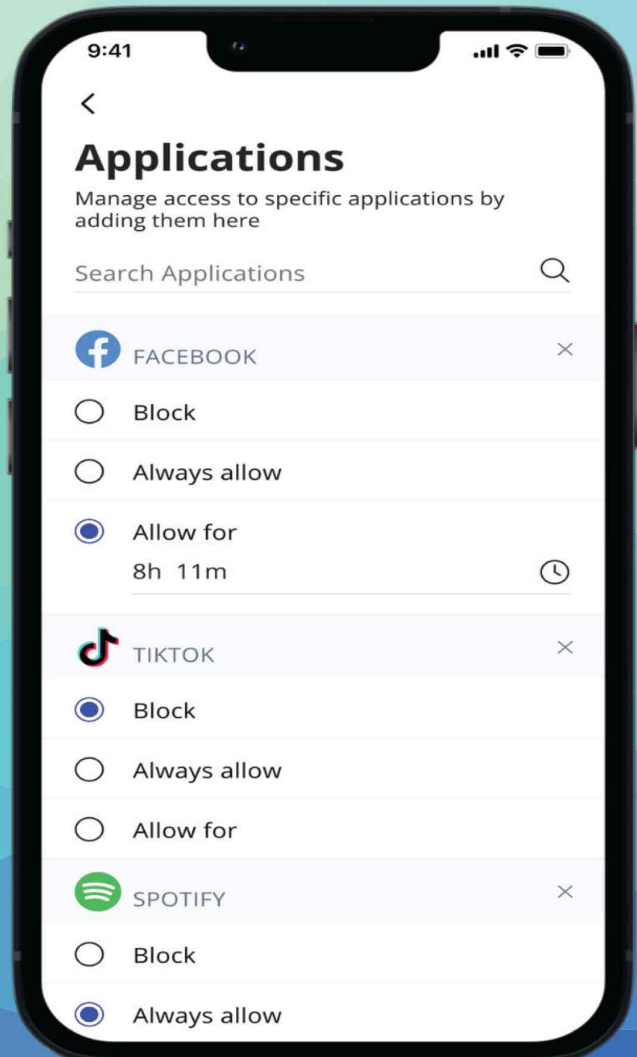 9:41
Applications
Manage access to specific applications by
adding them here
Search Applications
FACEBOOK
Block
Always allow
Allow for
8h 11m
TIKTOK
Block
Always allow
Allow for
SPOTIFY
Block
Always allow